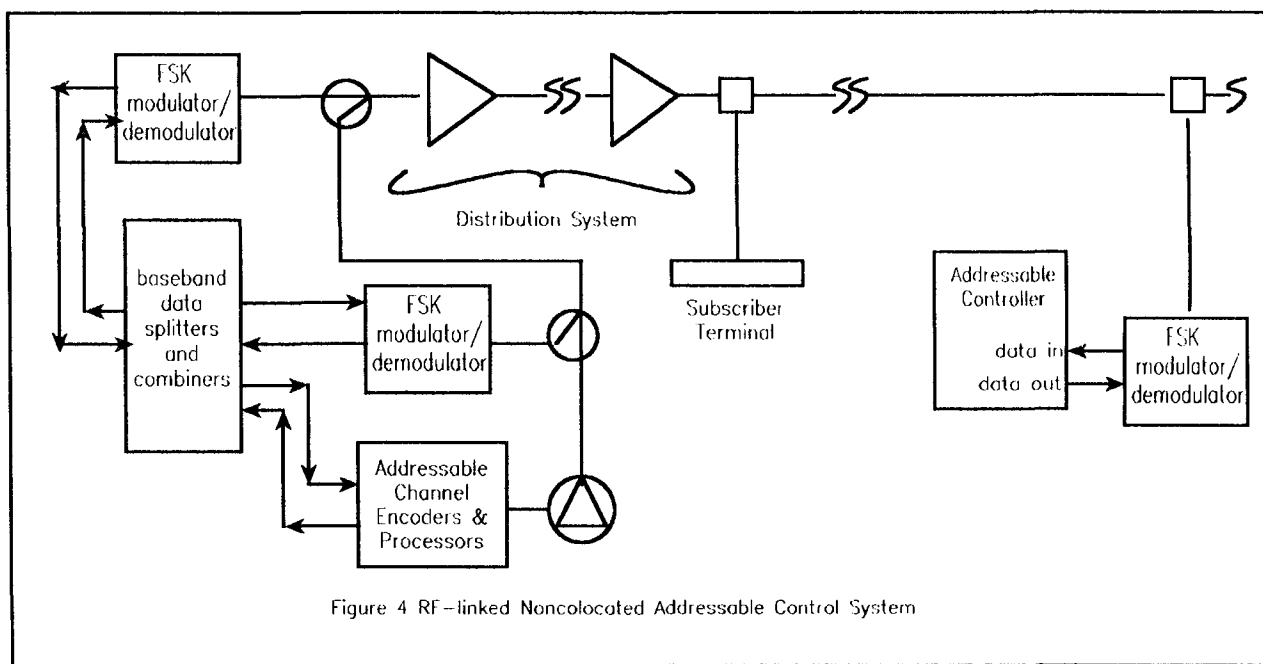 FSK
modulator/
demodulator
Distribution System
baseband
data
splitters
and
combiners
FSK
modulator/
demodulator
Subscriber
Terminal
Addressable
Controller
data in
data out
FSK
modulator/
demodulator
Addressable
Channel
Encoders &
Processors
Figure 4 RF-linked Noncolocated Addressable Control System